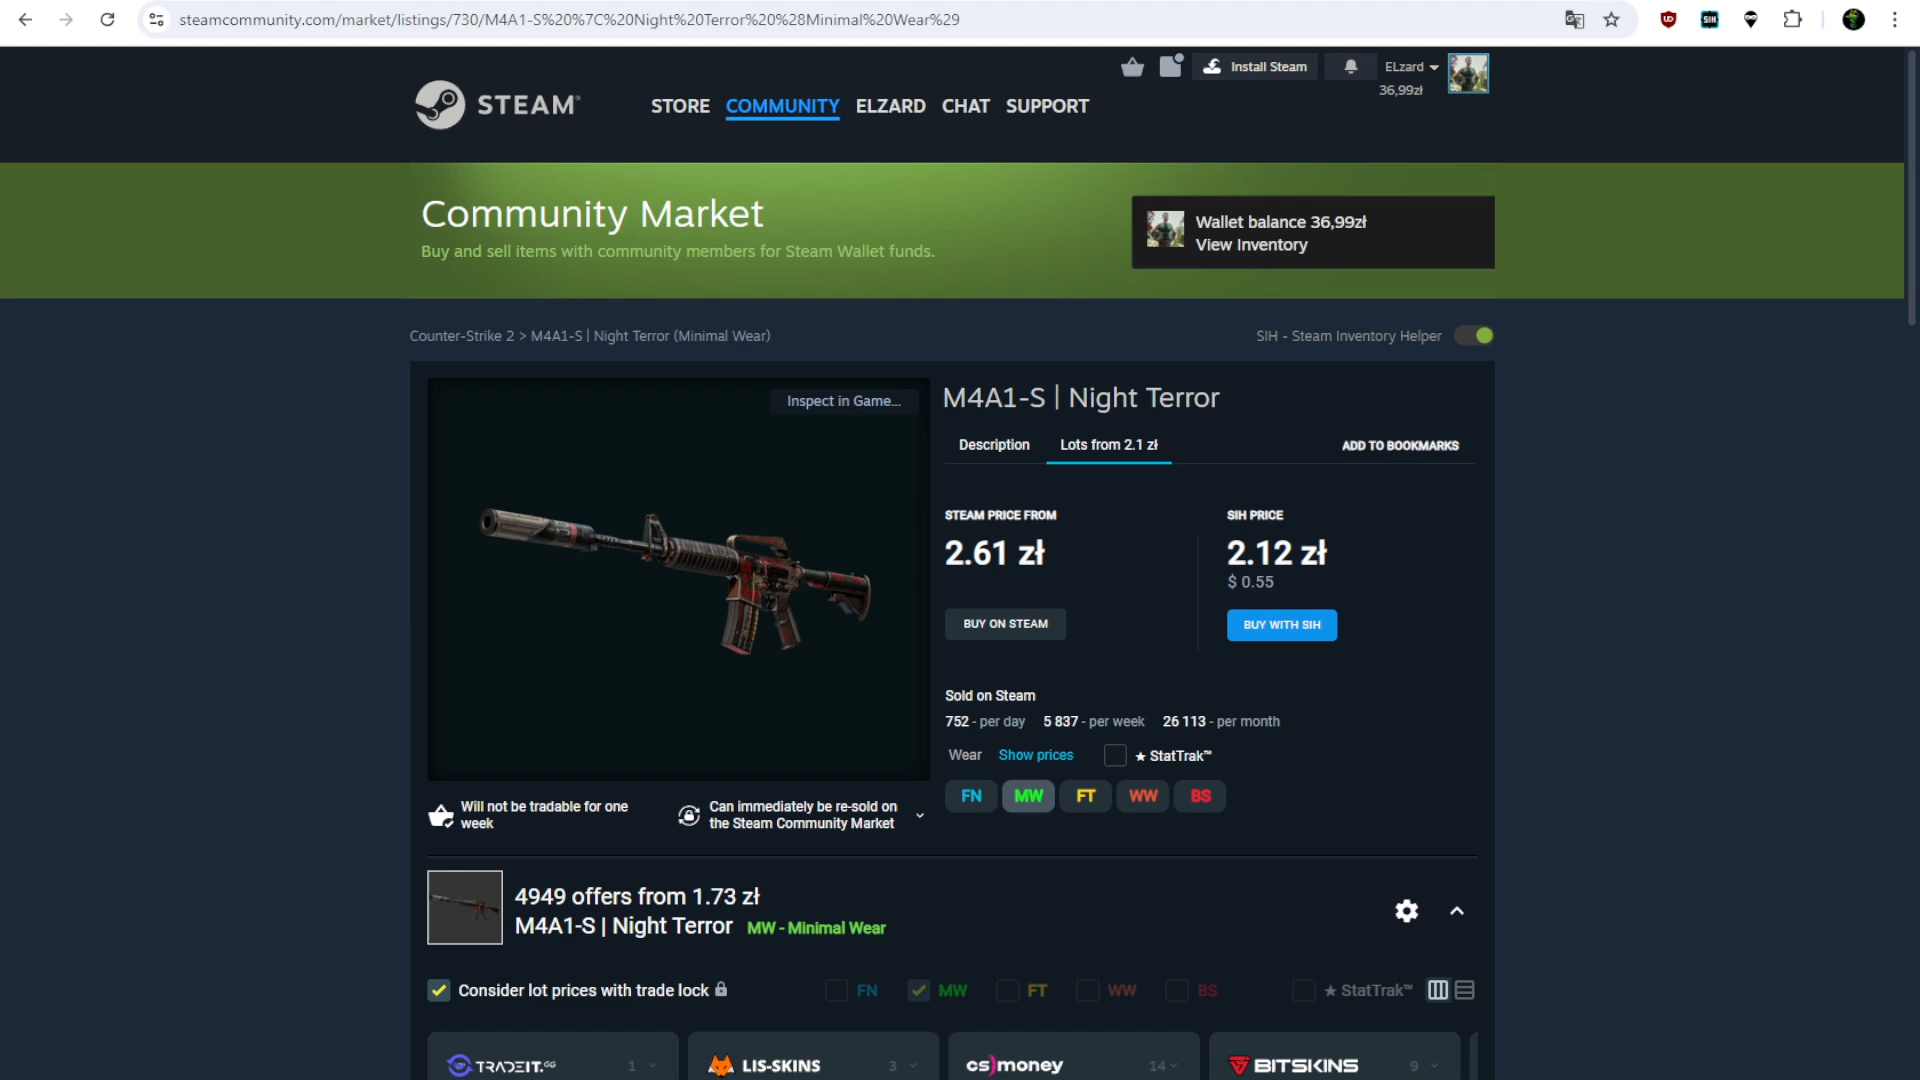 steamcommunity.com/market/listings/730/M4A1-S%20%7C%20Night%20Terror%20%28Minimal%20Wear%29
Install Steam
ELzard
36,99zł
STEAM
STORE COMMUNITY ELZARD CHAT SUPPORT
Community Market
Buy and sell items with community members for Steam Wallet funds.
Wallet balance 36,99zł
View Inventory
Counter-Strike 2 > M4A1-S | Night Terror (Minimal Wear)
SIH - Steam Inventory Helper
Inspect in Game...
M4A1-S | Night Terror
Description Lots from 2.1 zł ADD TO BOOKMARKS
STEAM PRICE FROM
2.61 zł
BUY ON STEAM
SIH PRICE
2.12 zł
$ 0.55
BUY WITH SIH
Sold on Steam
752 - per day 5 837 - per week 26 113 - per month
Wear Show prices ★ StatTrak™
FN MW FT WW BS
Will not be tradable for one
week
Can immediately be re-sold on
the Steam Community Market
4949 offers from 1.73 zł
M4A1-S | Night Terror MW - Minimal Wear
Consider lot prices with trade lock FN MW FT WW BS ★ StatTrak™
TRADEIT.GG 1
LIS-SKINS 3
cs)money 14
BITSKINS 9